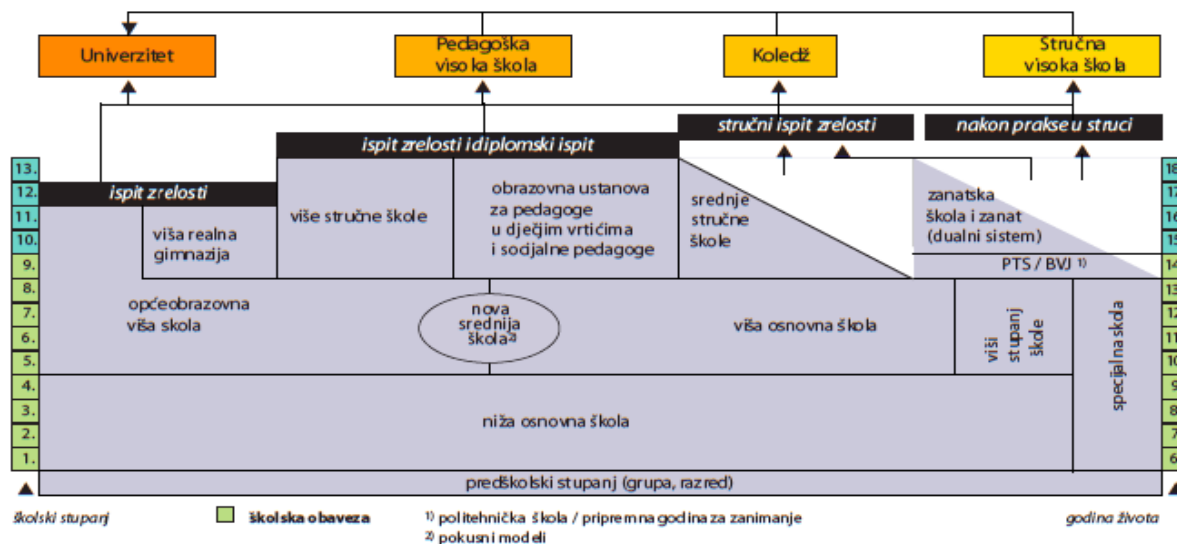 Univerzitet
Pedagoška
visoka škola
Koledž
Stručna
visoka škola
stručni ispit zrelosti
nakon prakse u struci
ispit zrelosti i diplomski ispit
ispit zrelosti
13.
12.
11.
10.
9.
8.
7.
6.
5.
4.
3.
2.
1.
viša realna
gimnazija
više stručne škole
obrazovna ustanova
za pedagoge
u dječjim vrtićima
i socijalne pedagoge
srednje
stručne
škole
zanatska
škola i zanat
(dualni sistem)
PTS / BVJ 1)
općeobrazovna
viša skola
nova
srednija
škola2)
viša osnovna škola
viši
stupanj
škole
specijalna skola
18
17
16
15
14
13
12
11
10
9
8
7
6
niža osnovna škola
predškolski stupanj (grupa, razred)
školski stupanj
školska obaveza
1) politehnička škola / pripremna godina za zanimanje
2) pokusni modeli
godina života